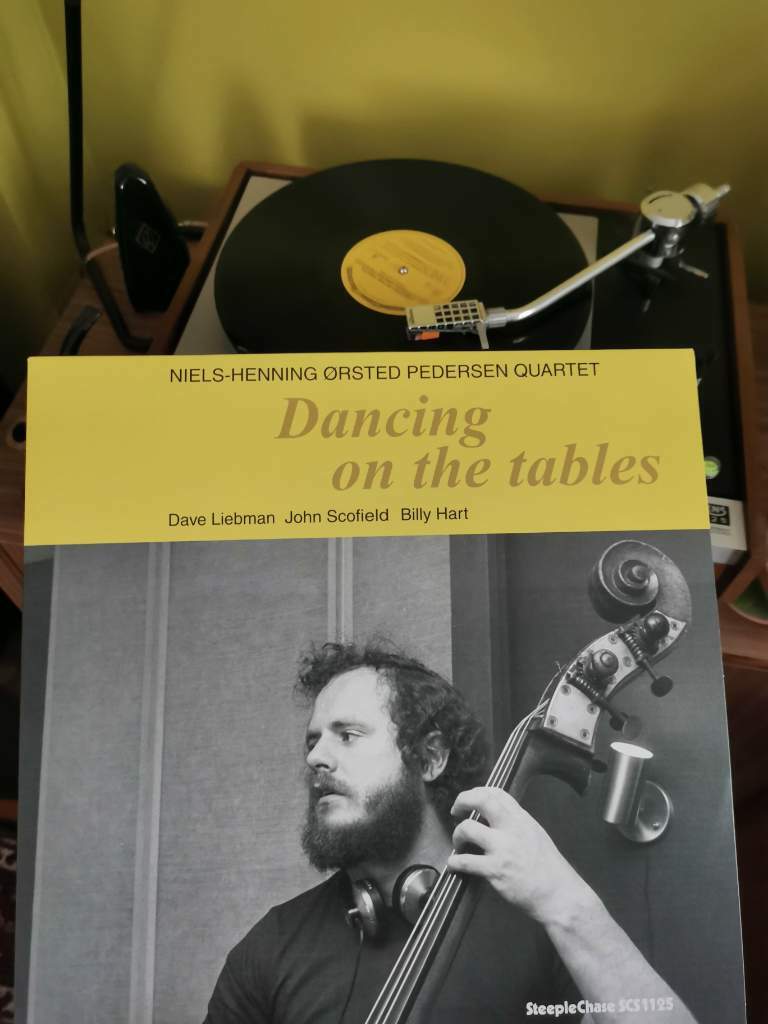 NIELS-HENNING ØRSTED PEDERSEN QUARTET
Dancing
on the tables
Dave Liebman John Scofield Billy Hart
SteepleChase SCS1125